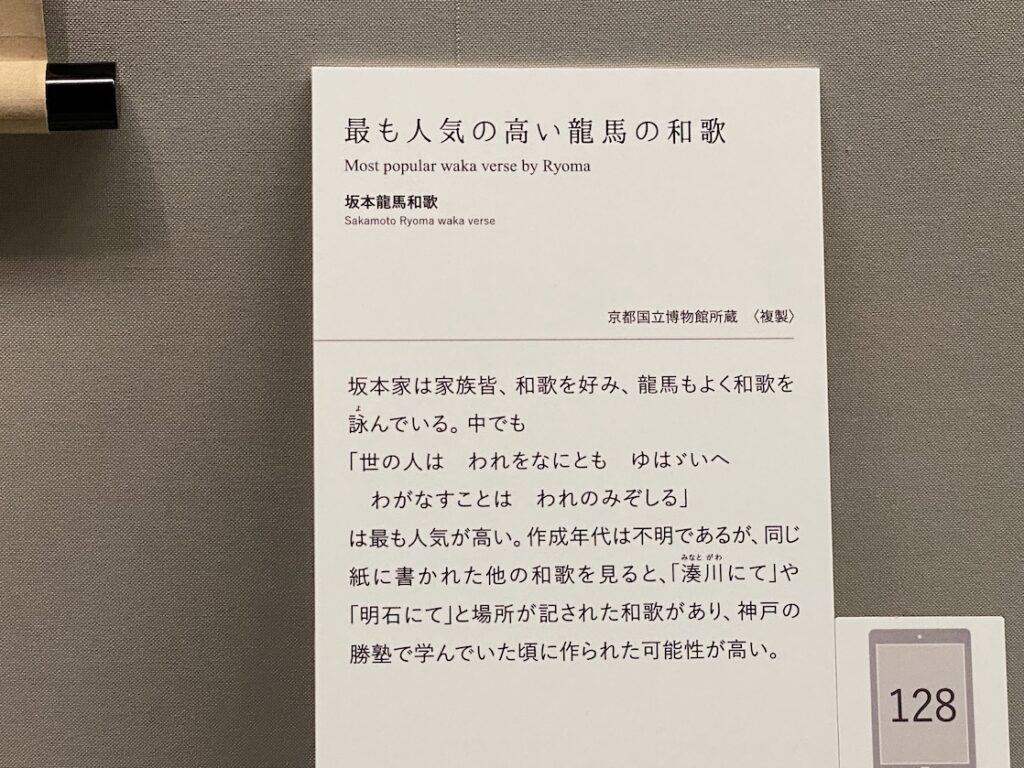 最も人気の高い龍馬の和歌
Most popular waka verse by Ryoma
坂本龍馬和歌
Sakamoto Ryoma waka verse
京都国立博物館所蔵　〈複製〉
坂本家は家族皆、和歌を好み、龍馬もよく和歌を
よ
詠んでいる。中でも
「世の人は　われをなにとも　ゆはゞいへ
わがなすことは　われのみぞしる」
は最も人気が高い。作成年代は不明であるが、同じ
みなと がわ
紙に書かれた他の和歌を見ると、「湊川にて」や
「明石にて」と場所が記された和歌があり、神戸の
勝塾で学んでいた頃に作られた可能性が高い。
128